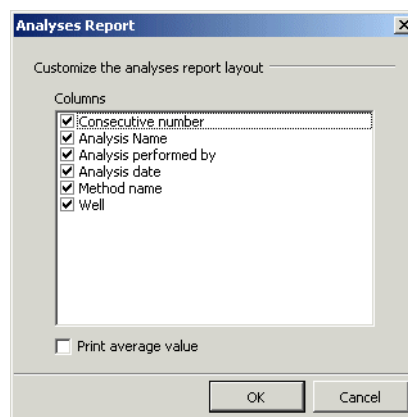 Analyses Report
Customize the analyses report layout
Columns
Consecutive number
Analysis Name
Analysis performed by
Analysis date
Method name
Well
Print average value
OK
Cancel